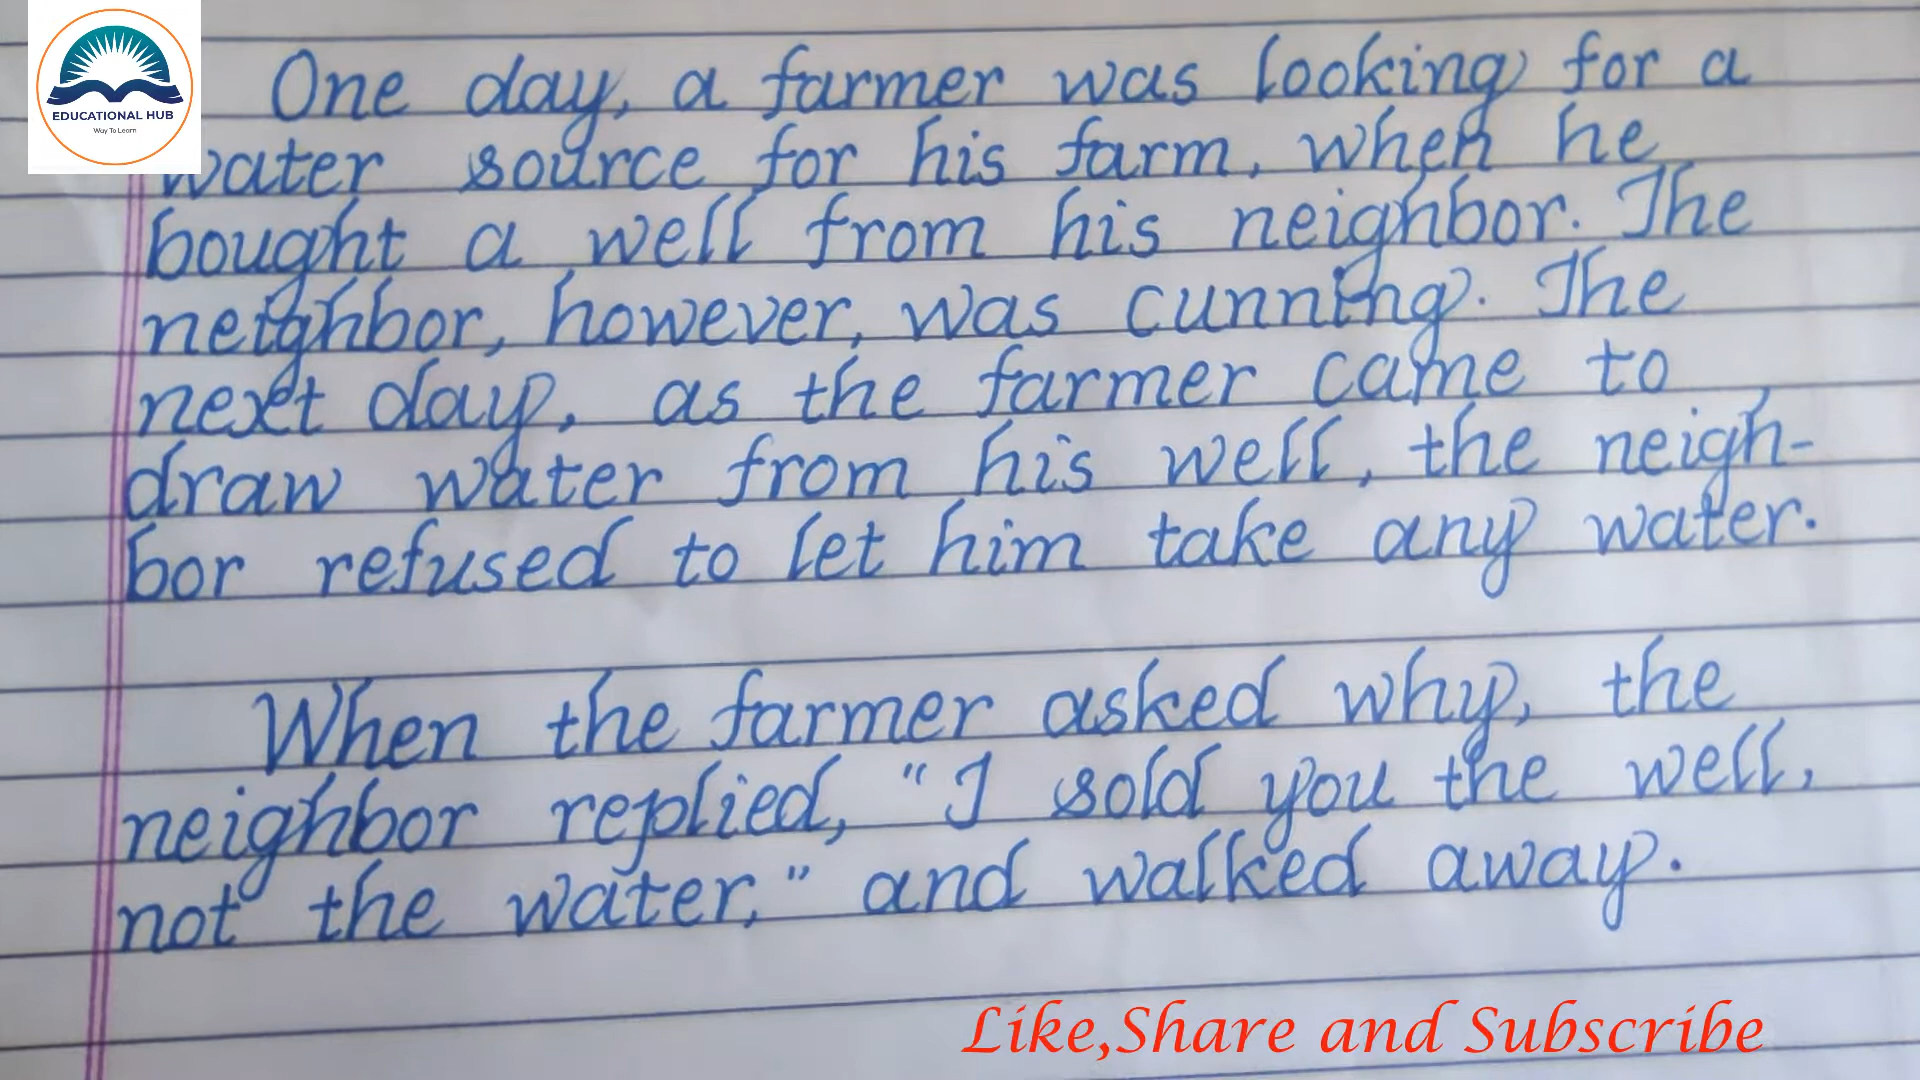 EDUCATIONAL HUB
Way To Learn
One day, a farmer was looking for a
water source for his farm, when he
bought a well from his neighbor. The
neighbor, however, was cunning. The
next day, as the farmer came to
draw water from his well, the neigh-
bor refused to let him take any water.
When the farmer asked why, the
neighbor replied, "I sold you the well,
not the water," and walked away.
Like,Share and Subscribe